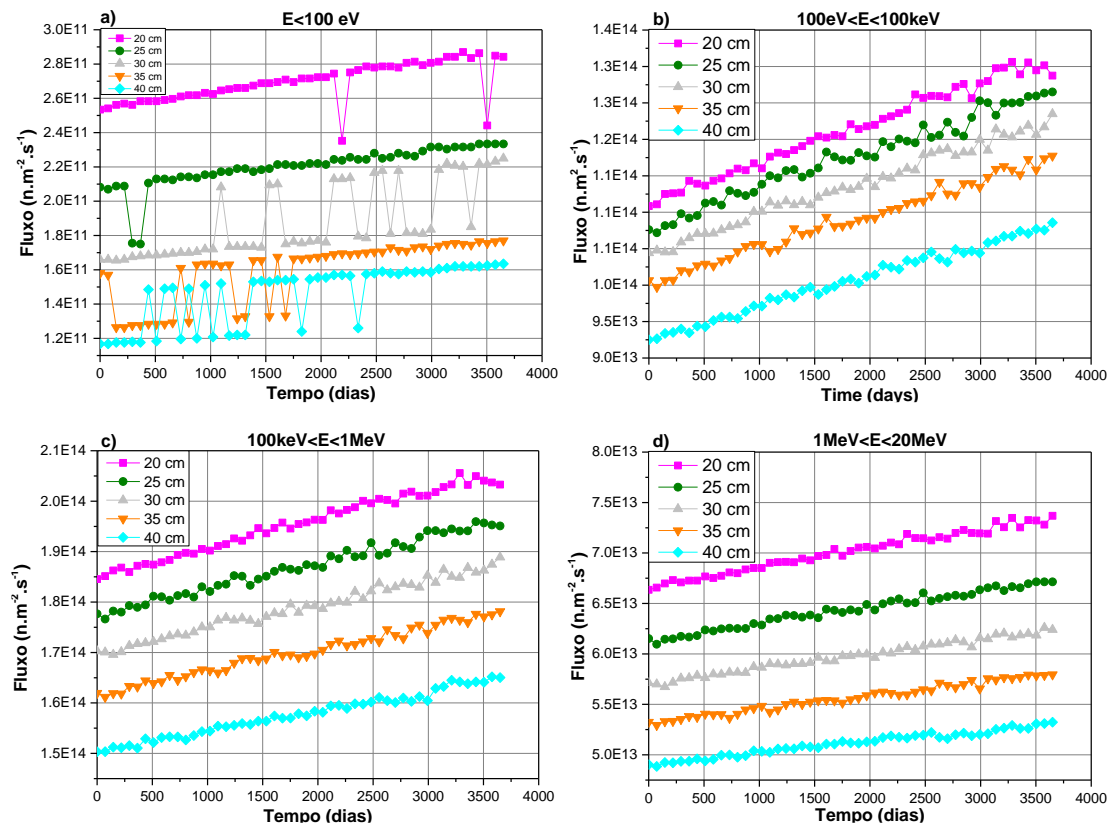 a)
E<100 eV
3.0E11
2.8E11
2.6E11
2.4E11
2.2E11
2.0E11
1.8E11
1.6E11
1.4E11
1.2E11
Fluxo (n.m⁻².s⁻¹)
20 cm
25 cm
30 cm
35 cm
40 cm
0 500 1000 1500 2000 2500 3000 3500 4000
Tempo (dias)
b)
100eV<E<100keV
1.4E14
1.3E14
1.3E14
1.2E14
1.1E14
1.1E14
1.1E14
1.0E14
9.5E13
9.0E13
Fluxo (n.m⁻².s⁻¹)
20 cm
25 cm
30 cm
35 cm
40 cm
0 500 1000 1500 2000 2500 3000 3500 4000
Time (days)
c)
100keV<E<1MeV
2.1E14
2.0E14
1.9E14
1.8E14
1.7E14
1.6E14
1.5E14
Fluxo (n.m⁻².s⁻¹)
20 cm
25 cm
30 cm
35 cm
40 cm
0 500 1000 1500 2000 2500 3000 3500 4000
Tempo (dias)
d)
1MeV<E<20MeV
8.0E13
7.5E13
7.0E13
6.5E13
6.0E13
5.5E13
5.0E13
Fluxo (n.m⁻².s⁻¹)
20 cm
25 cm
30 cm
35 cm
40 cm
0 500 1000 1500 2000 2500 3000 3500 4000
Tempo (dias)